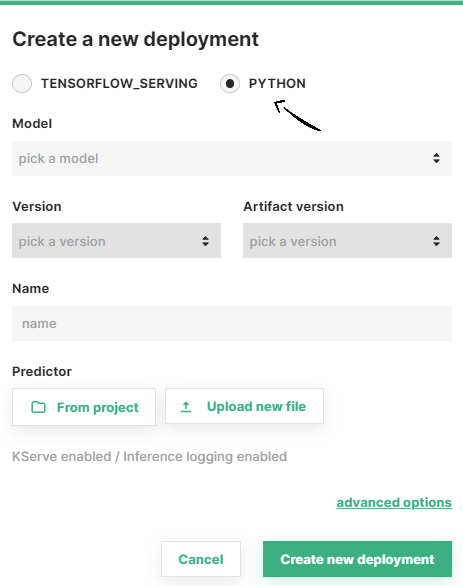 Create a new deployment
TENSORFLOW_SERVING PYTHON
Model
pick a model
Version Artifact version
pick a version pick a version
Name
name
Predictor
From project Upload new file
KServe enabled / Inference logging enabled
advanced options
Cancel Create new deployment